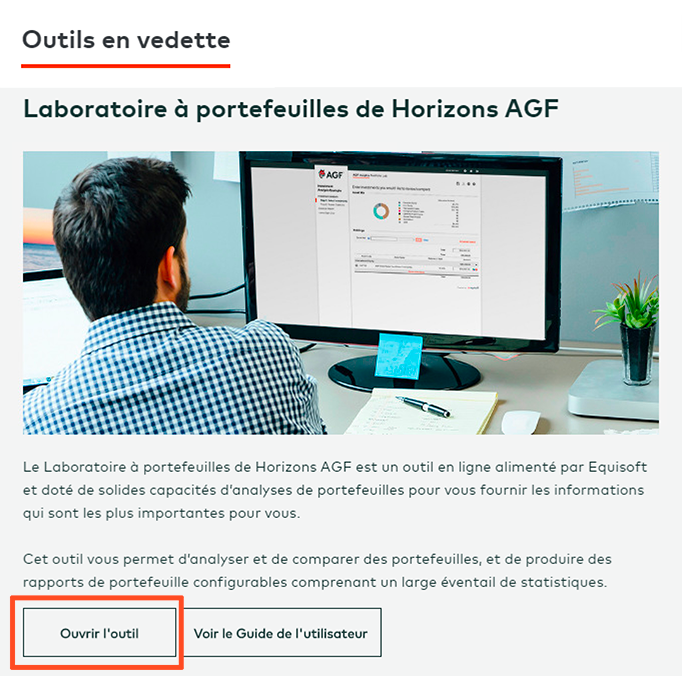 Outils en vedette
Laboratoire à portefeuilles de Horizons AGF
AGF
Le Laboratoire à portefeuilles de Horizons AGF est un outil en ligne alimenté par Equisoft
et doté de solides capacités d'analyses de portefeuilles pour vous fournir les informations
qui sont les plus importantes pour vous.
Cet outil vous permet d'analyser et de comparer des portefeuilles, et de produire des
rapports de portefeuille configurables comprenant un large éventail de statistiques.
Ouvrir l'outil
Voir le Guide de l'utilisateur